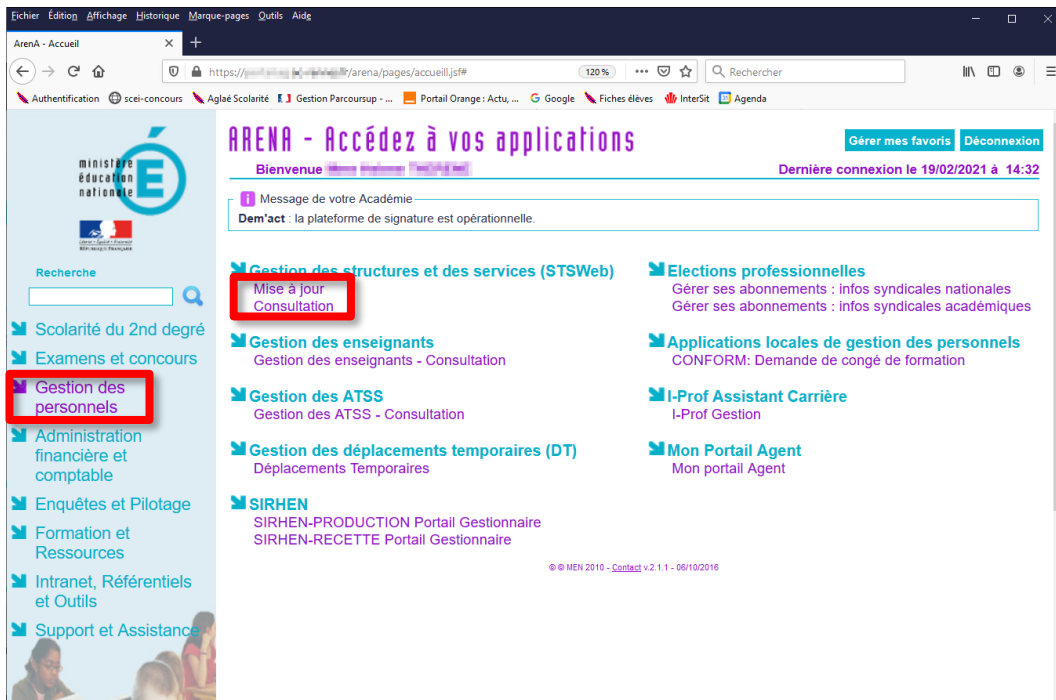 Fichier Édition Affichage Historique Marque-pages Outils Aide
ArenA - Accueil
https:// /arena/pages/accueill.jsf#
120 %
Rechercher
Authentification scei-concours Aglaé Scolarité Gestion Parcoursup - ... Portail Orange : Actu, ... Google Fiches élèves InterSit Agenda
ministère
éducation
nationale
Liberté • Égalité • Fraternité
RÉPUBLIQUE FRANÇAISE
Recherche
Scolarité du 2nd degré
Examens et concours
Gestion des
personnels
Administration
financière et
comptable
Enquêtes et Pilotage
Formation et
Ressources
Intranet, Référentiels
et Outils
Support et Assistance
ARENA - Accédez à vos applications
Gérer mes favoris Déconnexion
Bienvenue
Dernière connexion le 19/02/2021 à 14:32
Message de votre Académie
Dem'act : la plateforme de signature est opérationnelle.
Gestion des structures et des services (STSWeb)
Mise à jour
Consultation
Gestion des enseignants
Gestion des enseignants - Consultation
Gestion des ATSS
Gestion des ATSS - Consultation
Gestion des déplacements temporaires (DT)
Déplacements Temporaires
SIRHEN
SIRHEN-PRODUCTION Portail Gestionnaire
SIRHEN-RECETTE Portail Gestionnaire
Elections professionnelles
Gérer ses abonnements : infos syndicales nationales
Gérer ses abonnements : infos syndicales académiques
Applications locales de gestion des personnels
CONFORM: Demande de congé de formation
I-Prof Assistant Carrière
I-Prof Gestion
Mon Portail Agent
Mon portail Agent
© © MEN 2010 - Contact v.2.1.1 - 06/10/2016